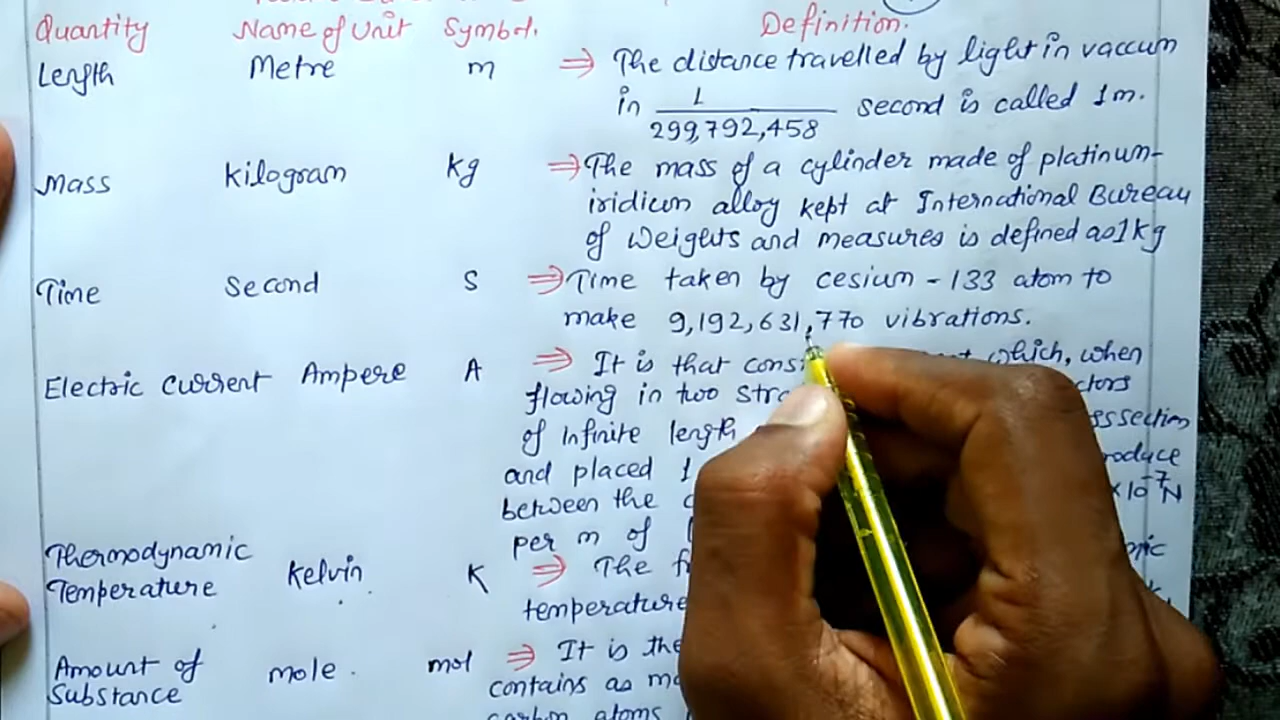 Quantity Name of Unit Symbol. Definition.
Length Metre m ⇒ The distance travelled by light in vaccum
in 1/299,792,458 second is called 1m.
Mass kilogram kg ⇒ The mass of a cylinder made of platinum-
iridium alloy kept at International Bureau
of Weights and measures is defined as 1kg
Time Second S ⇒ Time taken by cesium - 133 atom to
make 9,192,631,770 vibrations.
Electric current Ampere A ⇒ It is that which, when
flowing in two
of Infinite length
and placed 1
between the ×10⁻⁷N
per m of
Thermodynamic
Temperature Kelvin K ⇒ The
temperature
Amount of
Substance mole. mol ⇒ It is the
contains as
carbon atoms